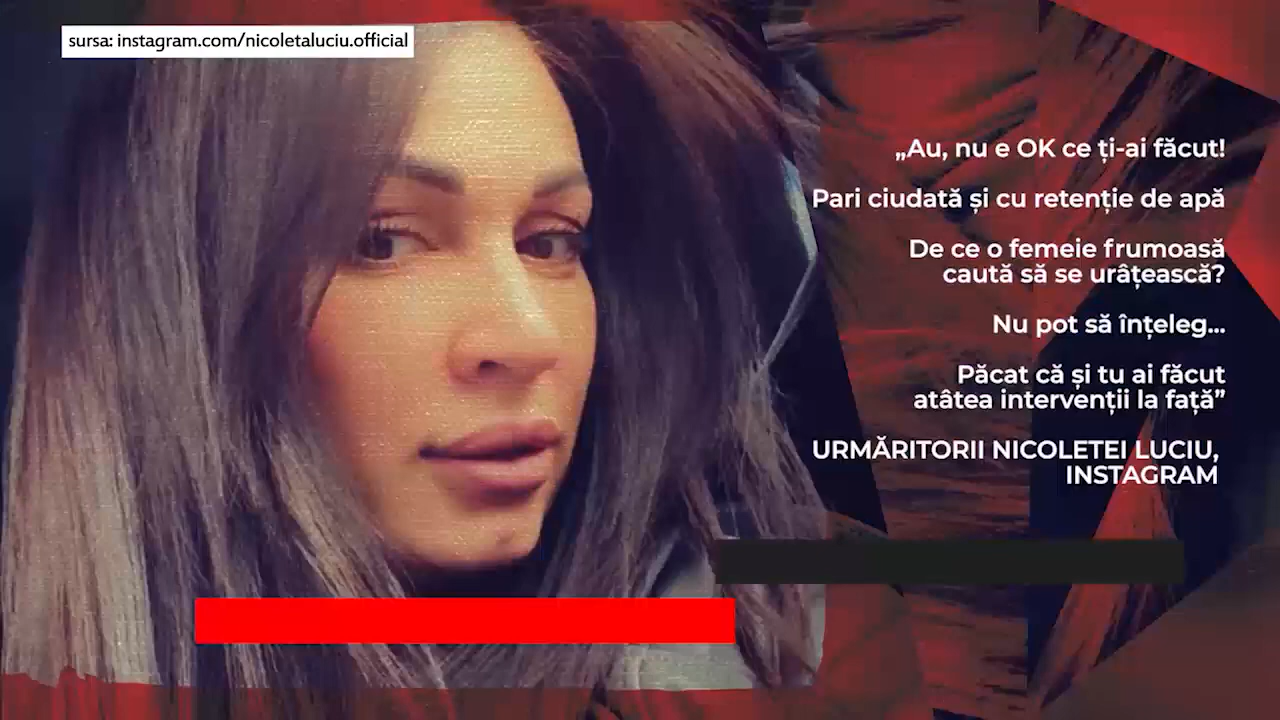 sursa: instagram.com/nicoletaluciu.official
„Au, nu e OK ce ți-ai făcut!
Pari ciudată și cu retenție de apă
De ce o femeie frumoasă
caută să se urâțească?
Nu pot să înțeleg...
Păcat că și tu ai făcut
atâtea intervenții la față”
URMĂRITORII NICOLETEI LUCIU,
INSTAGRAM